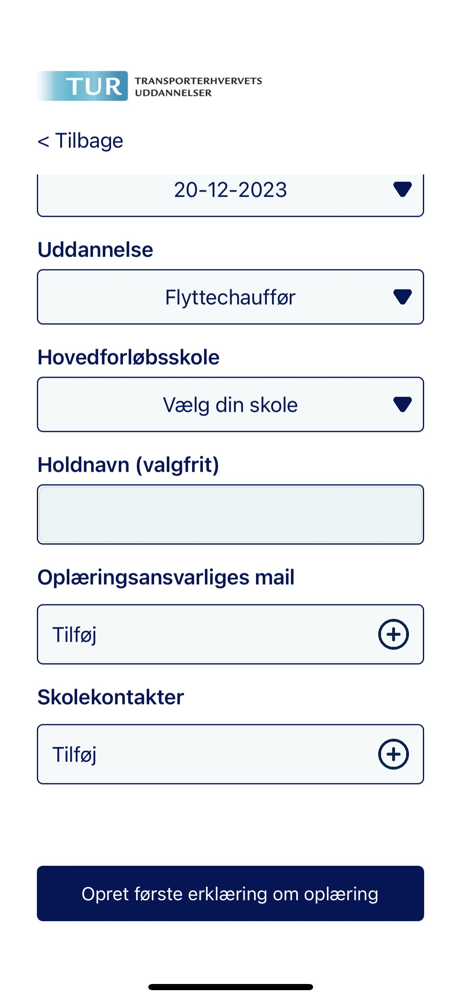 TUR
TRANSPORTERHVERVETS
UDDANNELSER
< Tilbage
20-12-2023
Uddannelse
Flyttechauffør
Hovedforløbsskole
Vælg din skole
Holdnavn (valgfrit)
Oplæringsansvarliges mail
Tilføj
Skolekontakter
Tilføj
Opret første erklæring om oplæring